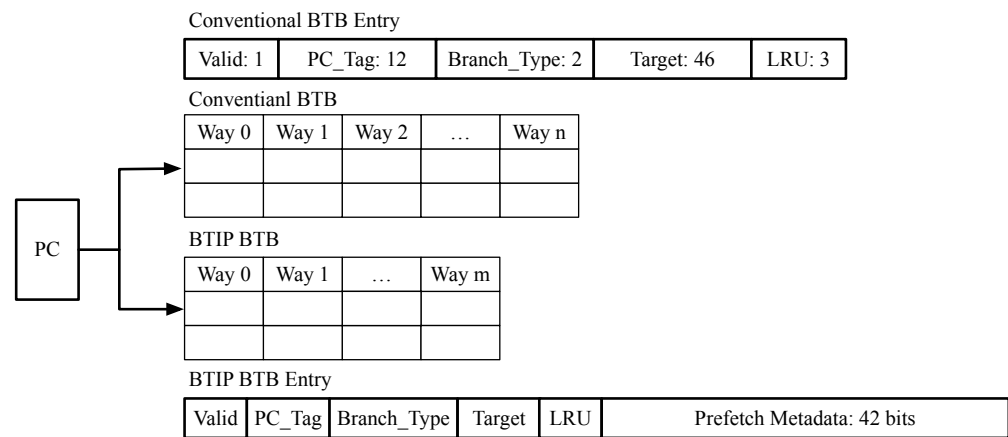 Conventional BTB Entry
Valid: 1 PC_Tag: 12 Branch_Type: 2 Target: 46 LRU: 3
Conventianl BTB
Way 0 Way 1 Way 2 … Way n
PC
BTIP BTB
Way 0 Way 1 … Way m
BTIP BTB Entry
Valid PC_Tag Branch_Type Target LRU Prefetch Metadata: 42 bits